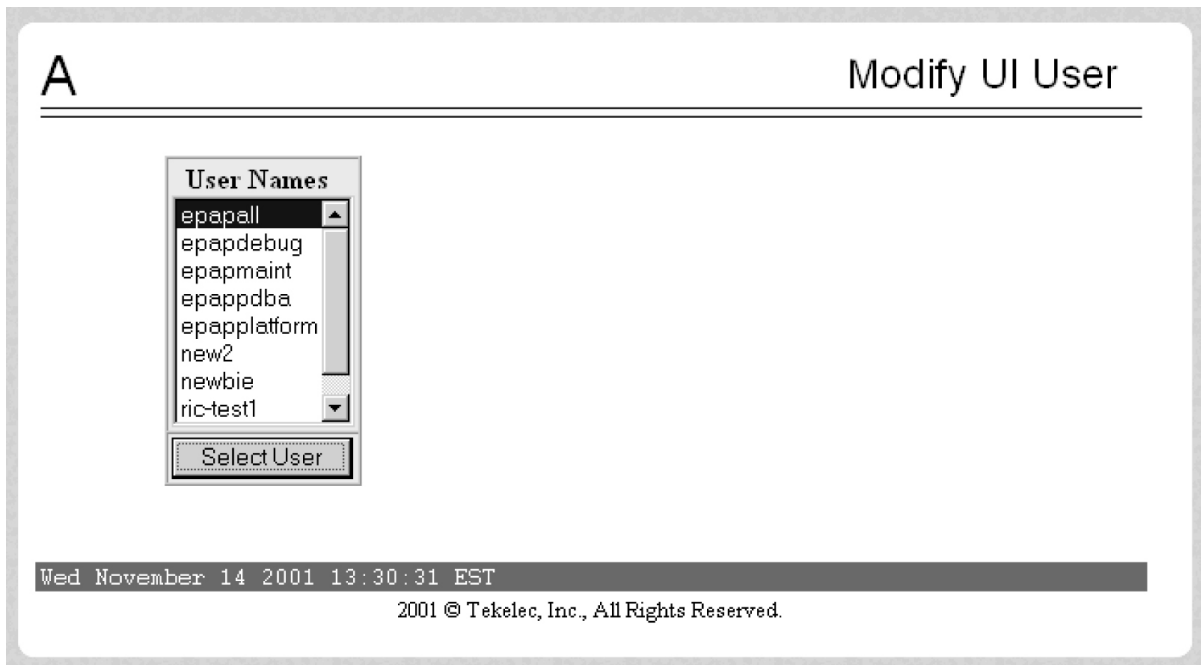 A
Modify UI User
User Names
epapall
epapdebug
epapmaint
epappdba
epapplatform
new2
newbie
ric-test1
Select User
Wed November 14 2001 13:30:31 EST
2001 © Tekelec, Inc., All Rights Reserved.